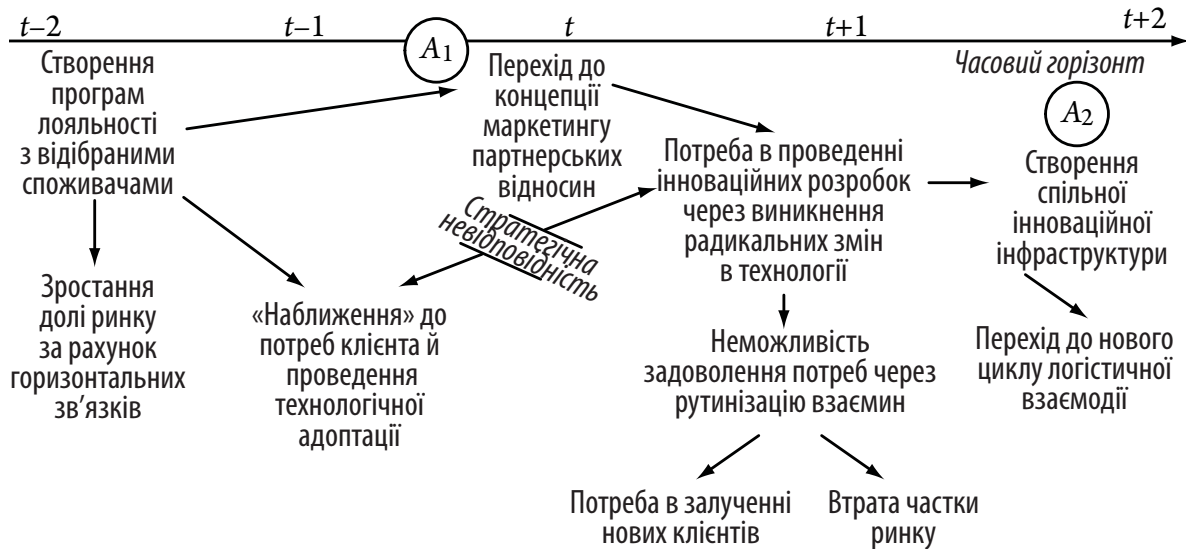 t–2
t–1
A1
t
t+1
t+2
Часовий горізонт
Створення
програм
лояльності
з відібраними
споживачами
Перехід до
концепції
маркетингу
партнерських
відносин
Потреба в проведенні
інноваційних розробок
через виникнення
радикальних змін
в технології
A2
Створення
спільної
інноваційної
інфраструктури
Стратегічна
невідповідність
Зростання
долі ринку
за рахунок
горизонтальних
зв’язків
«Наближення» до
потреб клієнта й
проведення
технологічної
адоптації
Неможливість
задоволення потреб через
рутинізацію взаємин
Перехід до нового
циклу логістичної
взаємодії
Потреба в залученні
нових клієнтів
Втрата частки
ринку